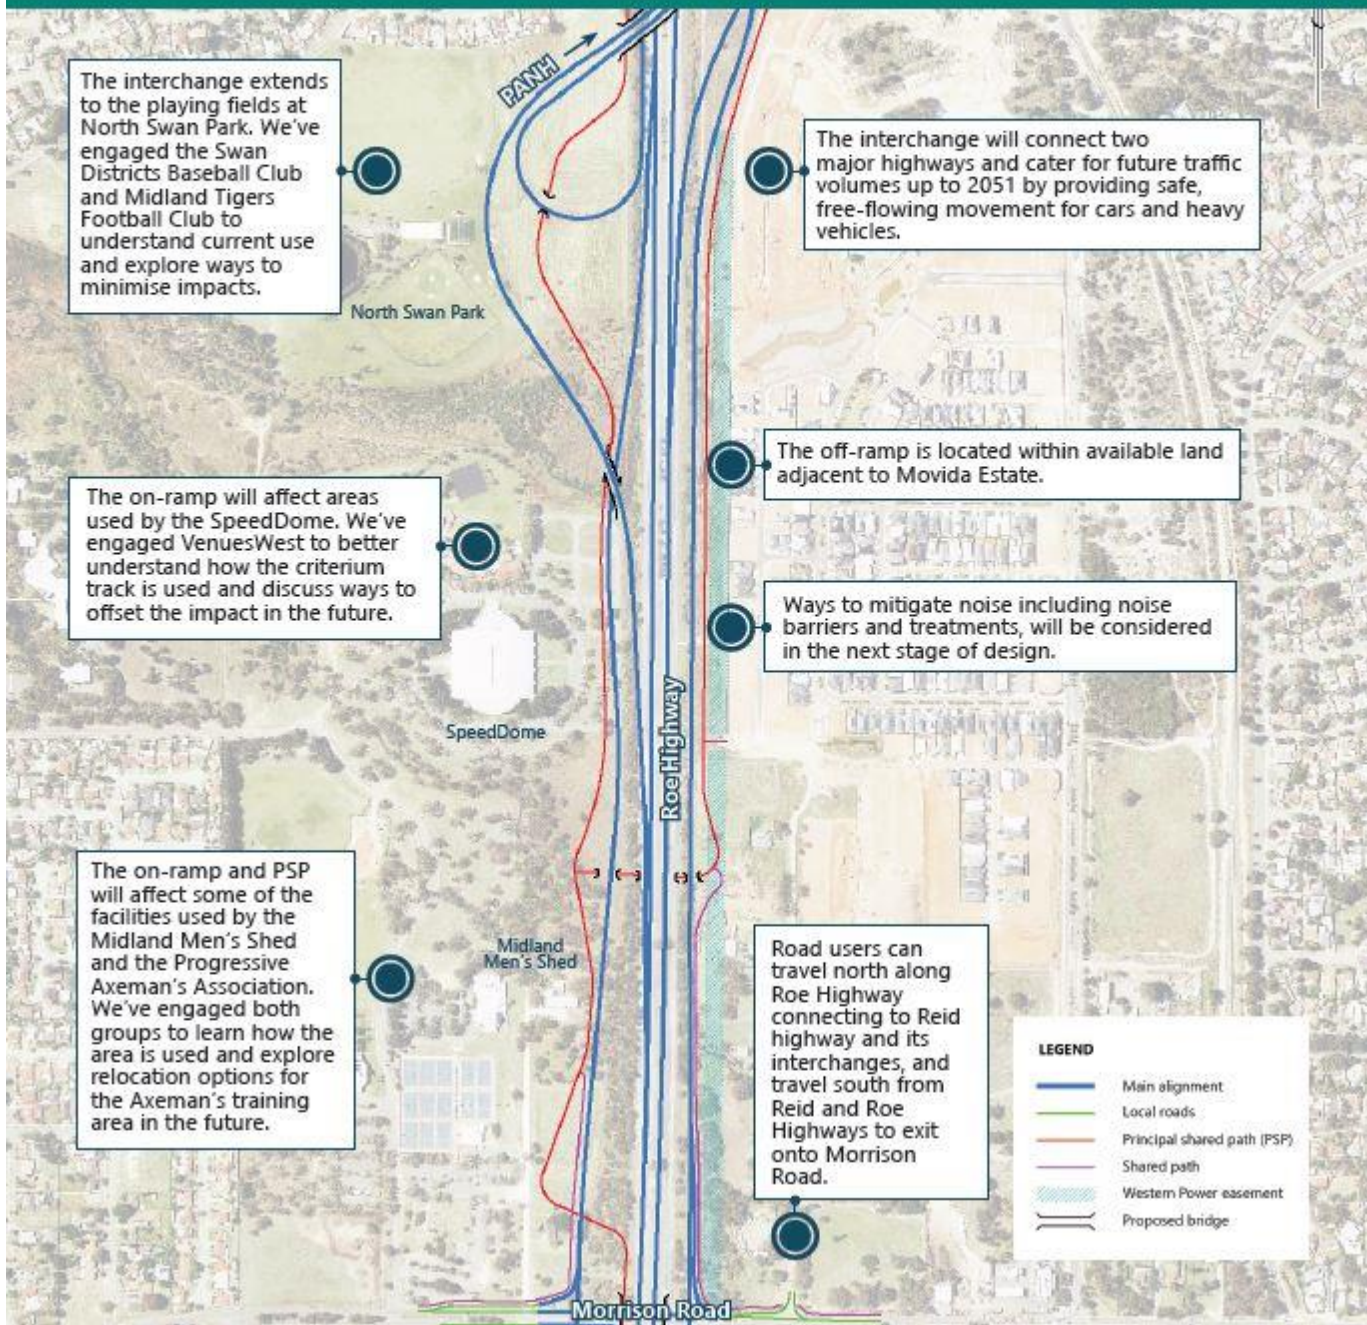 PANH
The interchange extends
to the playing fields at
North Swan Park. We've
engaged the Swan
Districts Baseball Club
and Midland Tigers
Football Club to
understand current use
and explore ways to
minimise impacts.
The interchange will connect two
major highways and cater for future traffic
volumes up to 2051 by providing safe,
free-flowing movement for cars and heavy
vehicles.
North Swan Park
The off-ramp is located within available land
adjacent to Movida Estate.
The on-ramp will affect areas
used by the SpeedDome. We've
engaged VenuesWest to better
understand how the criterium
track is used and discuss ways to
offset the impact in the future.
Ways to mitigate noise including noise
barriers and treatments, will be considered
in the next stage of design.
SpeedDome
Roe Highway
The on-ramp and PSP
will affect some of the
facilities used by the
Midland Men's Shed
and the Progressive
Axeman's Association.
We've engaged both
groups to learn how the
area is used and explore
relocation options for
the Axeman's training
area in the future.
Midland
Men's Shed
Road users can
travel north along
Roe Highway
connecting to Reid
highway and its
interchanges, and
travel south from
Reid and Roe
Highways to exit
onto Morrison
Road.
LEGEND
Main alignment
Local roads
Principal shared path (PSP)
Shared path
Western Power easement
Proposed bridge
Morrison Road